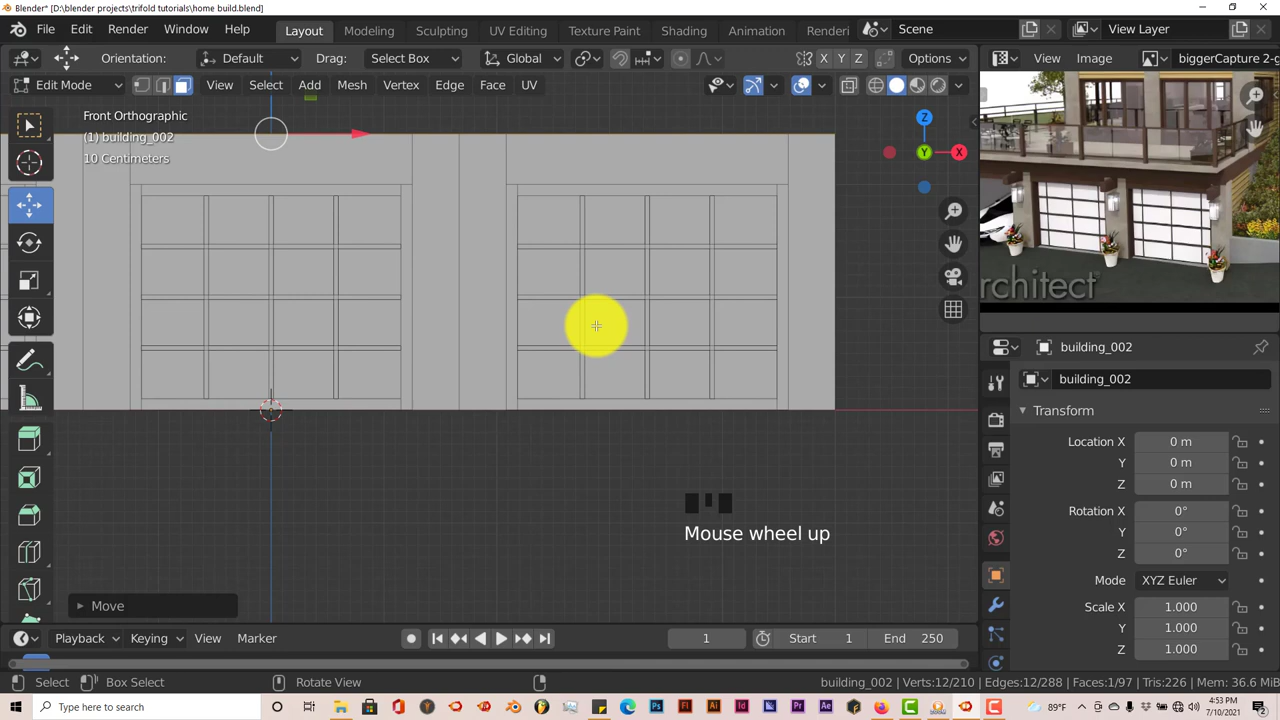 Blender* [D:\blender projects\trifold tutorials\home build.blend]
File Edit Render Window Help Layout Modeling Sculpting UV Editing Texture Paint Shading Animation Renderi Scene View Layer
Orientation: Default Drag: Select Box Global X Y Z Options View Image biggerCapture 2-g
Edit Mode View Select Add Mesh Vertex Edge Face UV
Front Orthographic
(1) building_002
10 Centimeters
Z
Y
X
rchitect
building_002
building_002
Transform
Location X 0 m
Y 0 m
Z 0 m
Rotation X 0°
Y 0°
Z 0°
Mode XYZ Euler
Scale X 1.000
Y 1.000
Z 1.000
Mouse wheel up
Move
Playback Keying View Marker 1 Start 1 End 250
Select Box Select Rotate View building_002 | Verts:12/210 | Edges:12/288 | Faces:1/97 | Tris:226 | Mem: 36.6 MiB
Type here to search 89°F 4:53 PM
7/10/2021